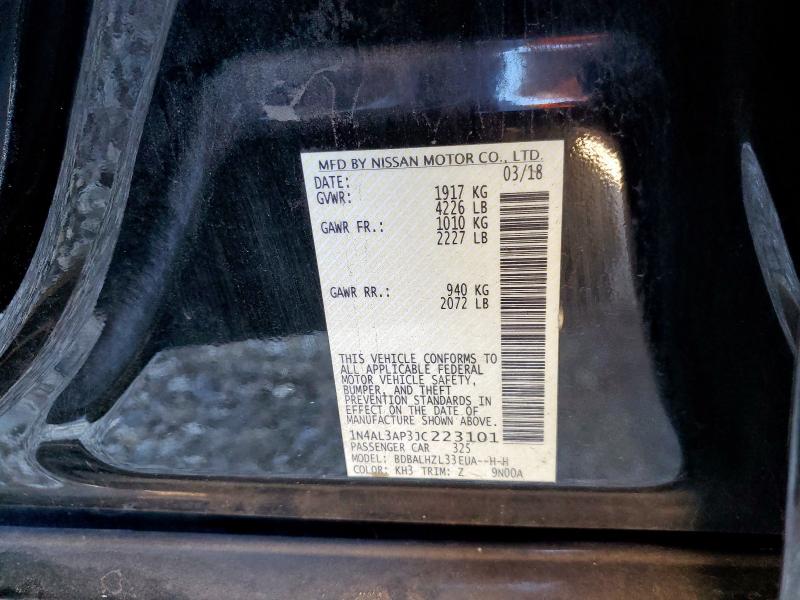 MFD BY NISSAN MOTOR CO., LTD.
DATE: 03/18
GVWR: 1917 KG
4226 LB
GAWR FR.: 1010 KG
2227 LB
GAWR RR.: 940 KG
2072 LB
THIS VEHICLE CONFORMS TO
ALL APPLICABLE FEDERAL
MOTOR VEHICLE SAFETY,
BUMPER, AND THEFT
PREVENTION STANDARDS IN
EFFECT ON THE DATE OF
MANUFACTURE SHOWN ABOVE.
1N4AL3AP3JC223101
PASSENGER CAR 325
MODEL: BDBALHZL33EUA--H-H
COLOR: KH3 TRIM: Z 9N00A